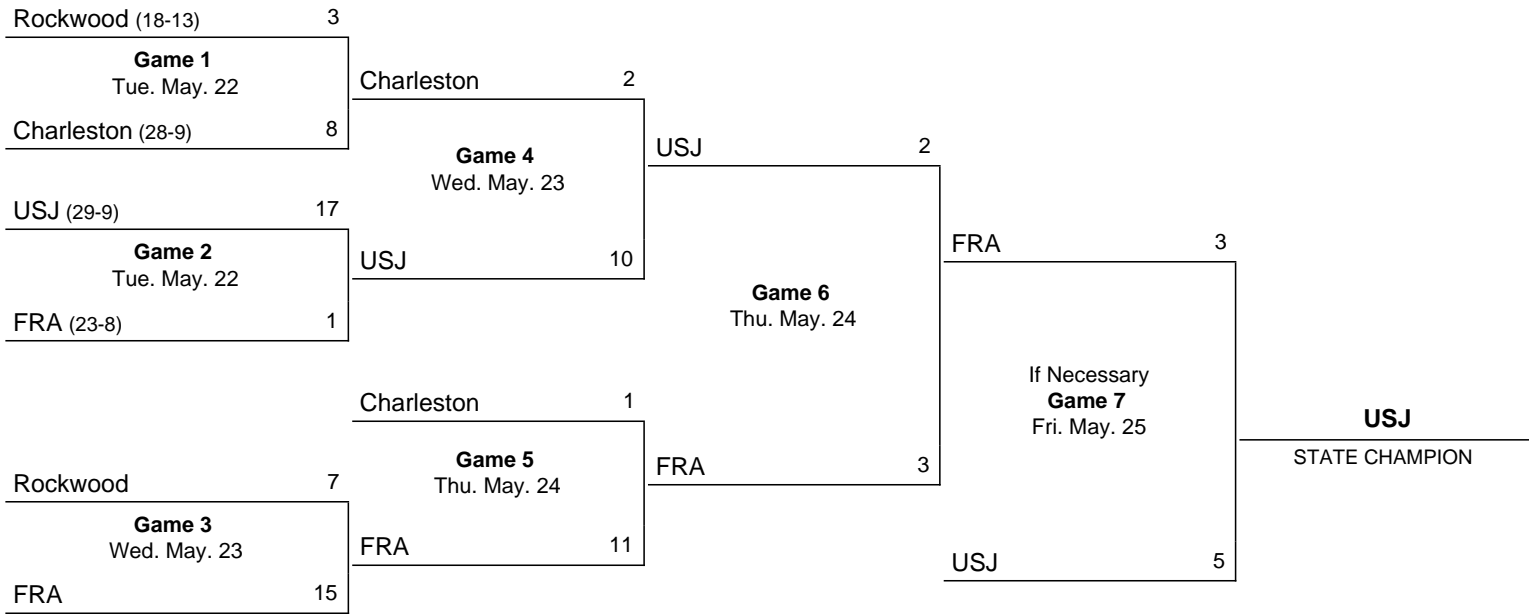 Rockwood (18-13) 3
Game 1
Tue. May. 22
Charleston (28-9) 8
USJ (29-9) 17
Game 2
Tue. May. 22
FRA (23-8) 1
Rockwood 7
Game 3
Wed. May. 23
FRA 15
Charleston 2
Game 4
Wed. May. 23
USJ 10
Charleston 1
Game 5
Thu. May. 24
FRA 11
USJ 2
Game 6
Thu. May. 24
FRA 3
FRA 3
If Necessary
Game 7
Fri. May. 25
USJ 5
USJ
STATE CHAMPION